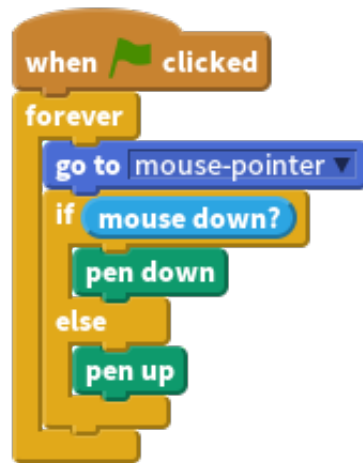 when clicked
forever
go to mouse-pointer
if mouse down?
pen down
else
pen up